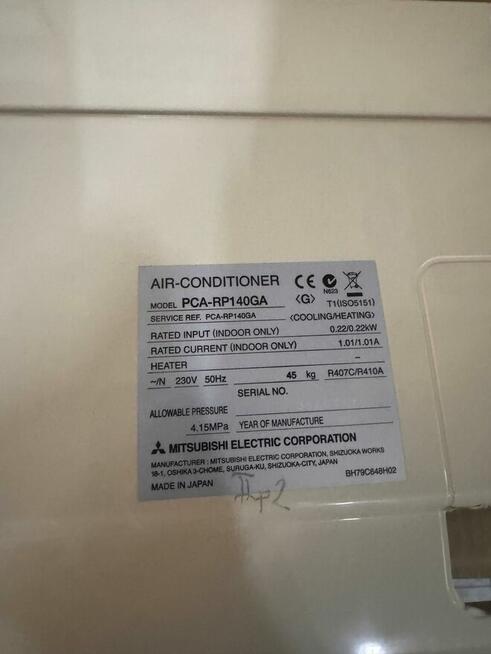 AIR-CONDITIONER CE N623
MODEL PCA-RP140GA <G> T1(ISO5151)
SERVICE REF. PCA-RP140GA <COOLING/HEATING>
RATED INPUT (INDOOR ONLY) 0.22/0.22kW
RATED CURRENT (INDOOR ONLY) 1.01/1.01A
HEATER –
~/N 230V 50Hz 45 kg R407C/R410A
SERIAL NO.
ALLOWABLE PRESSURE
4.15MPa YEAR OF MANUFACTURE
MITSUBISHI ELECTRIC CORPORATION
MANUFACTURER : MITSUBISHI ELECTRIC CORPORATION, SHIZUOKA WORKS
18-1, OSHIKA 3-CHOME, SURUGA-KU, SHIZUOKA-CITY, JAPAN
MADE IN JAPAN BH79C648H02